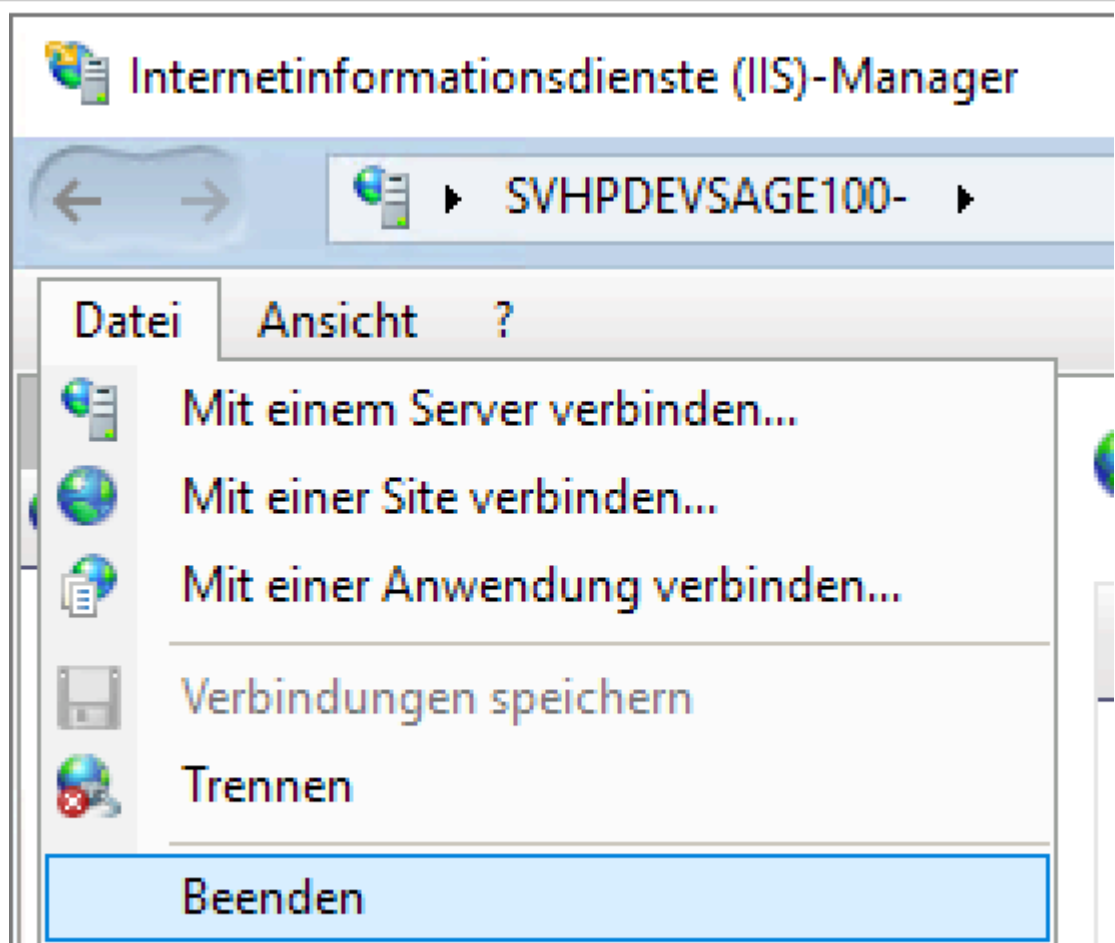 Internetinformationsdienste (IIS)-Manager
SVHPDEVSAGE100-
Datei Ansicht ?
Mit einem Server verbinden...
Mit einer Site verbinden...
Mit einer Anwendung verbinden...
Verbindungen speichern
Trennen
Beenden